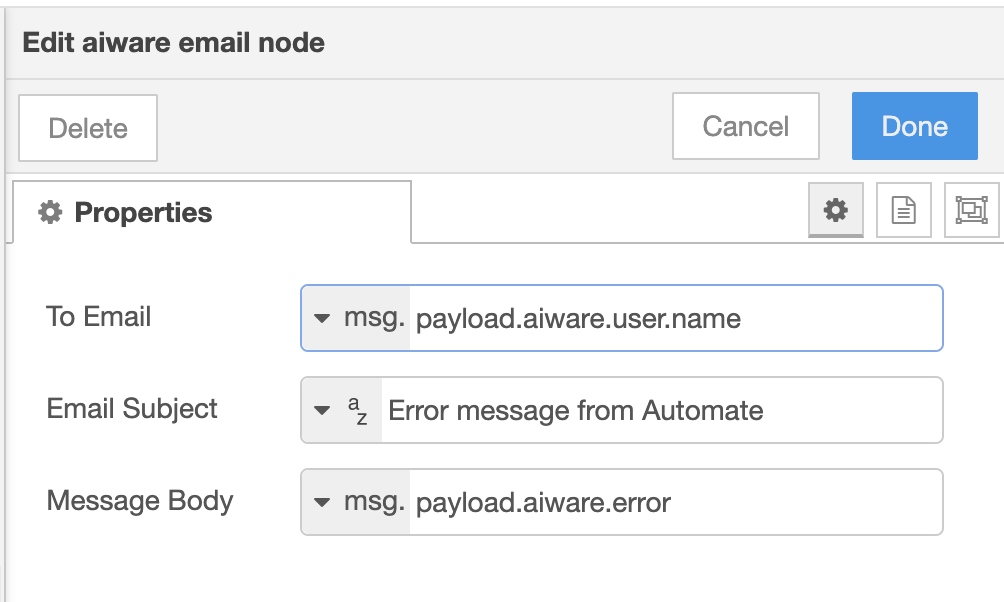 Edit aiware email node
Delete
Cancel
Done
Properties
To Email
msg. payload.aiware.user.name
Email Subject
az Error message from Automate
Message Body
msg. payload.aiware.error